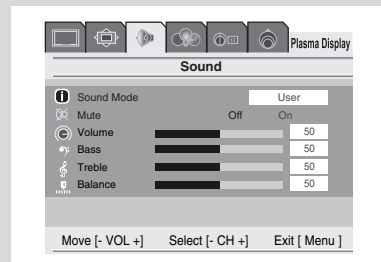 Plasma Display
Sound
Sound Mode User
Mute Off On
Volume 50
Bass 50
Treble 50
Balance 50
Move [- VOL +] Select [- CH +] Exit [ Menu ]